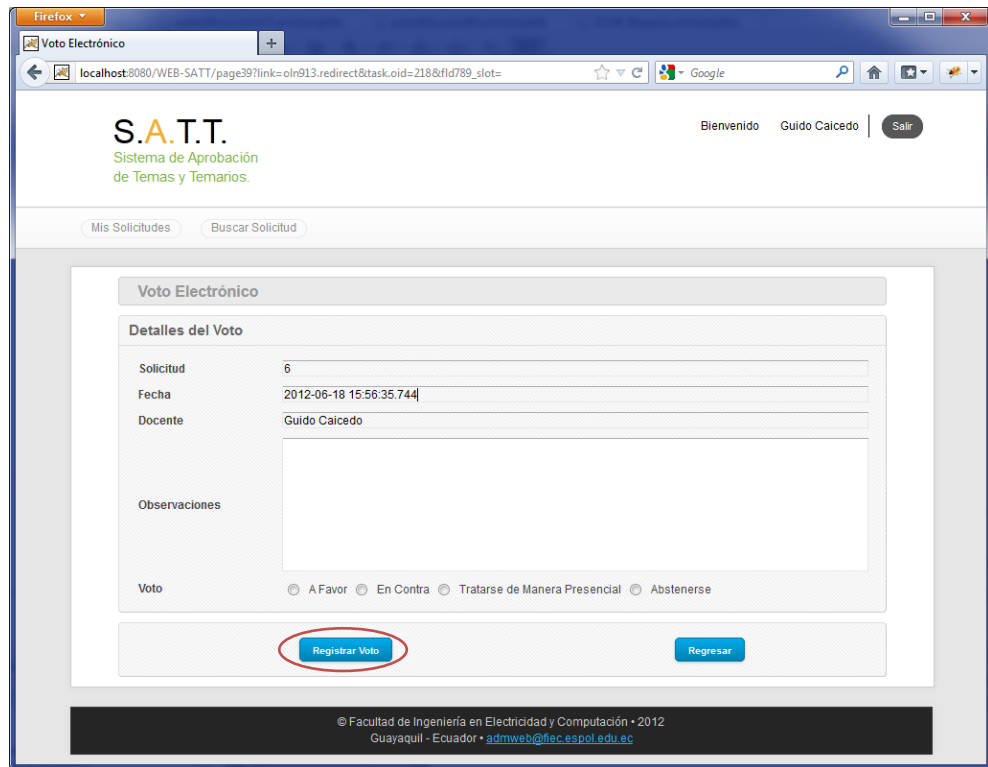 Firefox
Voto Electrónico
localhost:8080/WEB-SATT/page39?link=oln913.redirect&task.oid=218&fld789_slot=
Google
S.A.T.T.
Sistema de Aprobación
de Temas y Temarios.
Bienvenido Guido Caicedo Salir
Mis Solicitudes Buscar Solicitud
Voto Electrónico
Detalles del Voto
Solicitud 6
Fecha 2012-06-18 15:56:35.744
Docente Guido Caicedo
Observaciones
Voto A Favor En Contra Tratarse de Manera Presencial Abstenerse
Registrar Voto Regresar
© Facultad de Ingeniería en Electricidad y Computación • 2012
Guayaquil - Ecuador • admweb@fiec.espol.edu.ec